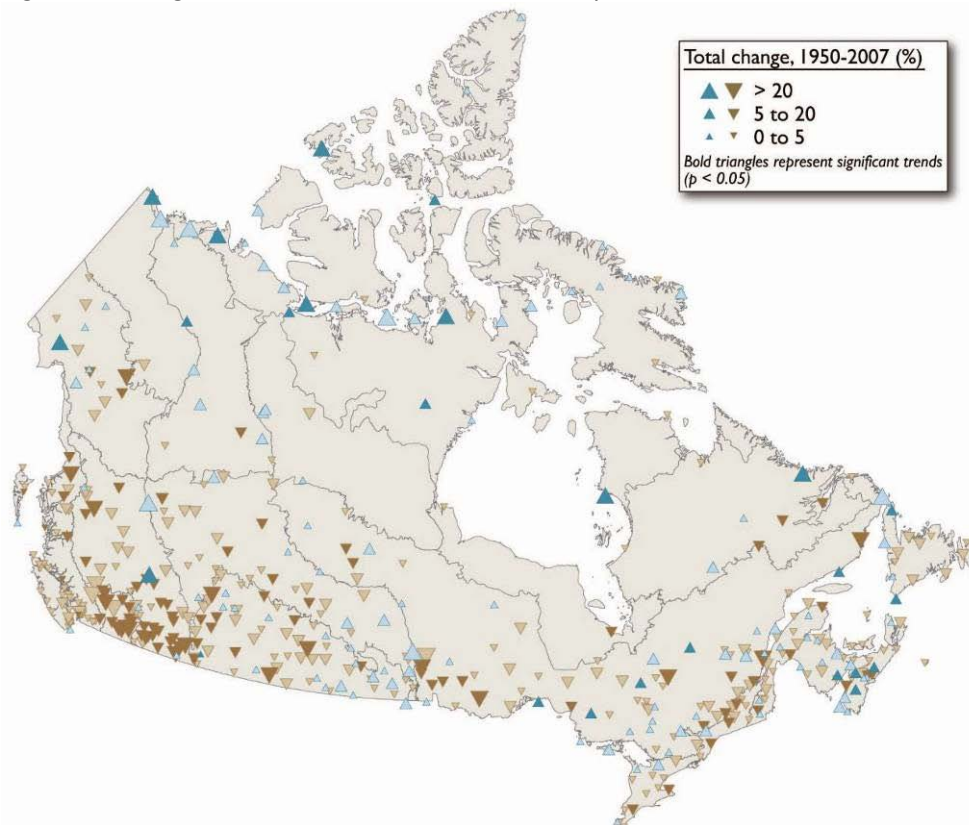 Total change, 1950-2007 (%)
> 20
5 to 20
0 to 5
Bold triangles represent significant trends
(p < 0.05)